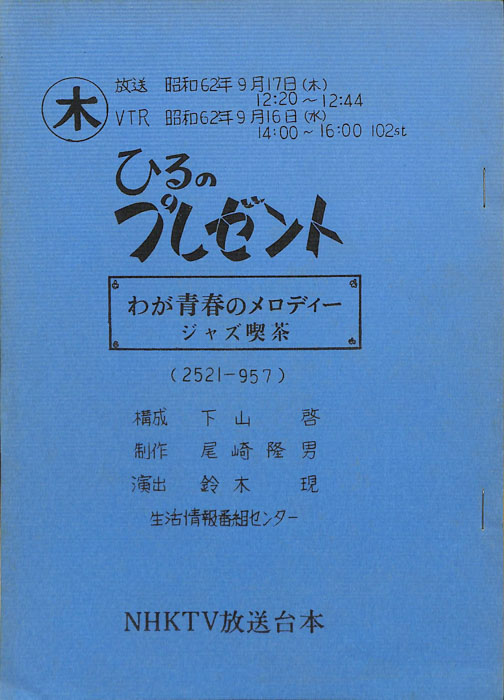 木
放送 昭和62年9月17日(木)
12:20～12:44
VTR 昭和62年9月16日(水)
14:00～16:00 102st
ひるの
プレゼント
わが青春のメロディー
ジャズ喫茶
(2521-957)
構成 下山 啓
制作 尾崎隆男
演出 鈴木 現
生活情報番組センター
NHKTV放送台本